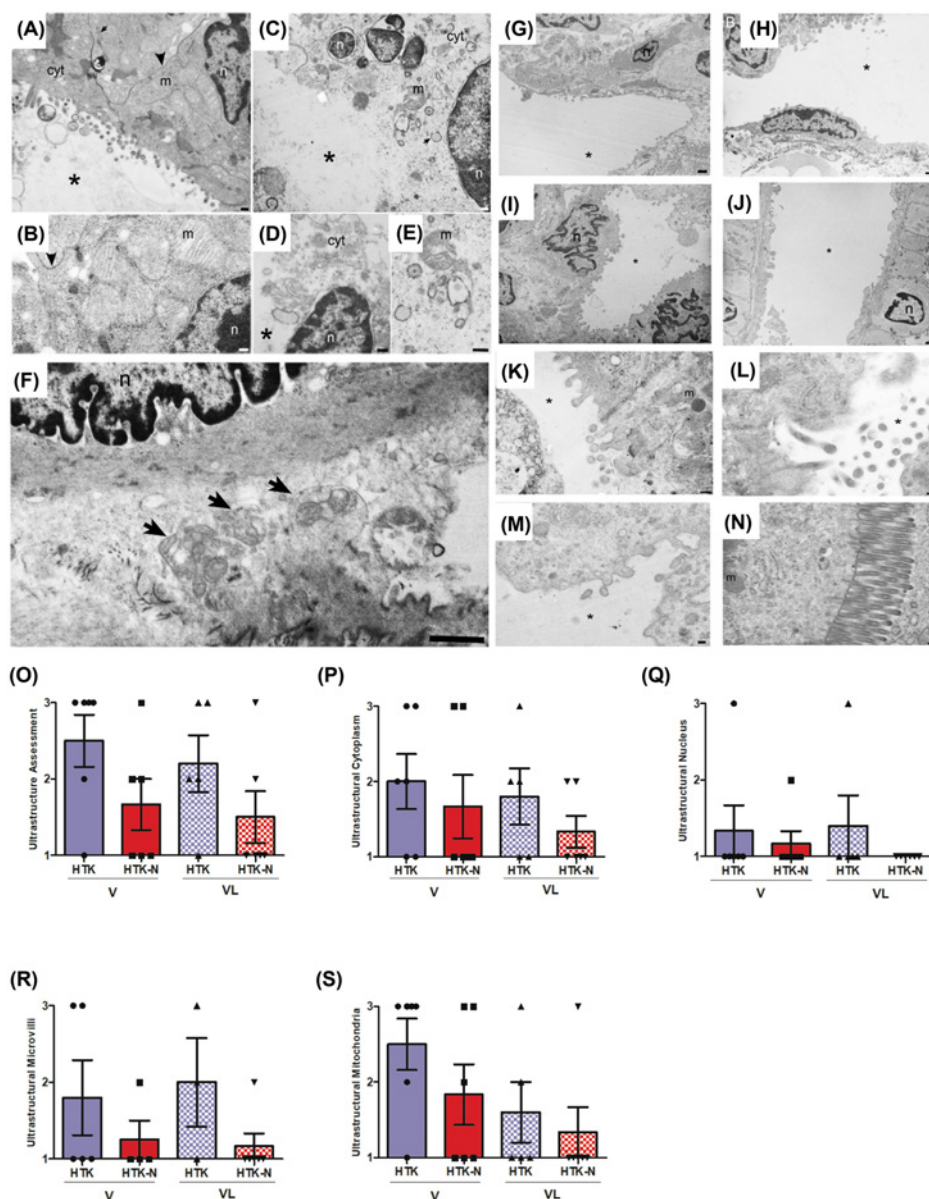 (A)
cyt
m
n
*
(C)
n
cyt
m
*
n
(G)
n
*
B
(H)
*
(B)
m
n
(D)
cyt
*
n
(E)
m
(I)
n
*
(J)
*
n
(F)
n
(K)
*
m
(L)
*
(M)
*
(N)
m
(O)
Ultrastructure Assessment
3
2
1
HTK HTK-N HTK HTK-N
V VL
(P)
Ultrastructural Cytoplasm
3
2
1
HTK HTK-N HTK HTK-N
V VL
(Q)
Ultrastructural Nucleus
3
2
1
HTK HTK-N HTK HTK-N
V VL
(R)
Ultrastructural Microvilli
3
2
1
HTK HTK-N HTK HTK-N
V VL
(S)
Ultrastructural Mitochondria
3
2
1
HTK HTK-N HTK HTK-N
V VL